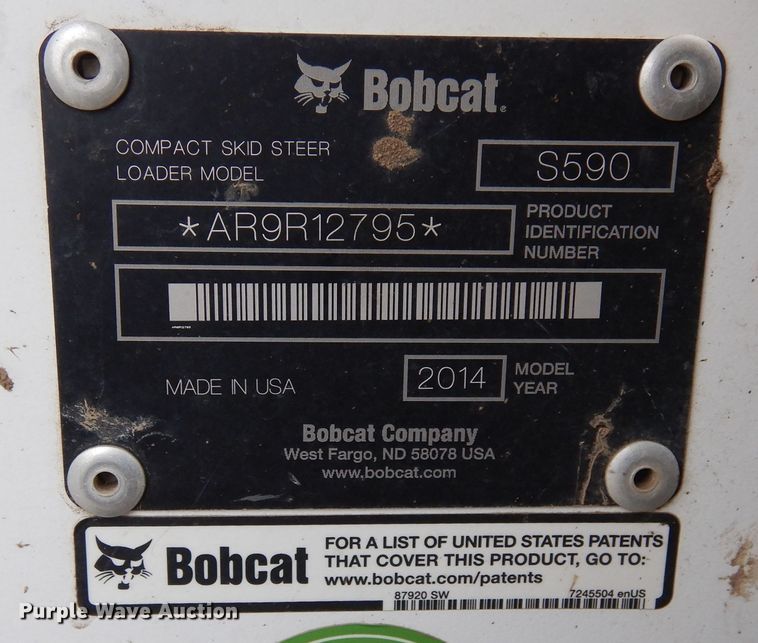 Bobcat®
COMPACT SKID STEER
LOADER MODEL
S590
*AR9R12795*
PRODUCT
IDENTIFICATION
NUMBER
MADE IN USA
2014
MODEL
YEAR
Bobcat Company
West Fargo, ND 58078 USA
www.bobcat.com
Bobcat
FOR A LIST OF UNITED STATES PATENTS
THAT COVER THIS PRODUCT, GO TO:
www.bobcat.com/patents
87920 SW
7245504 enUS
Purple Wave Auction